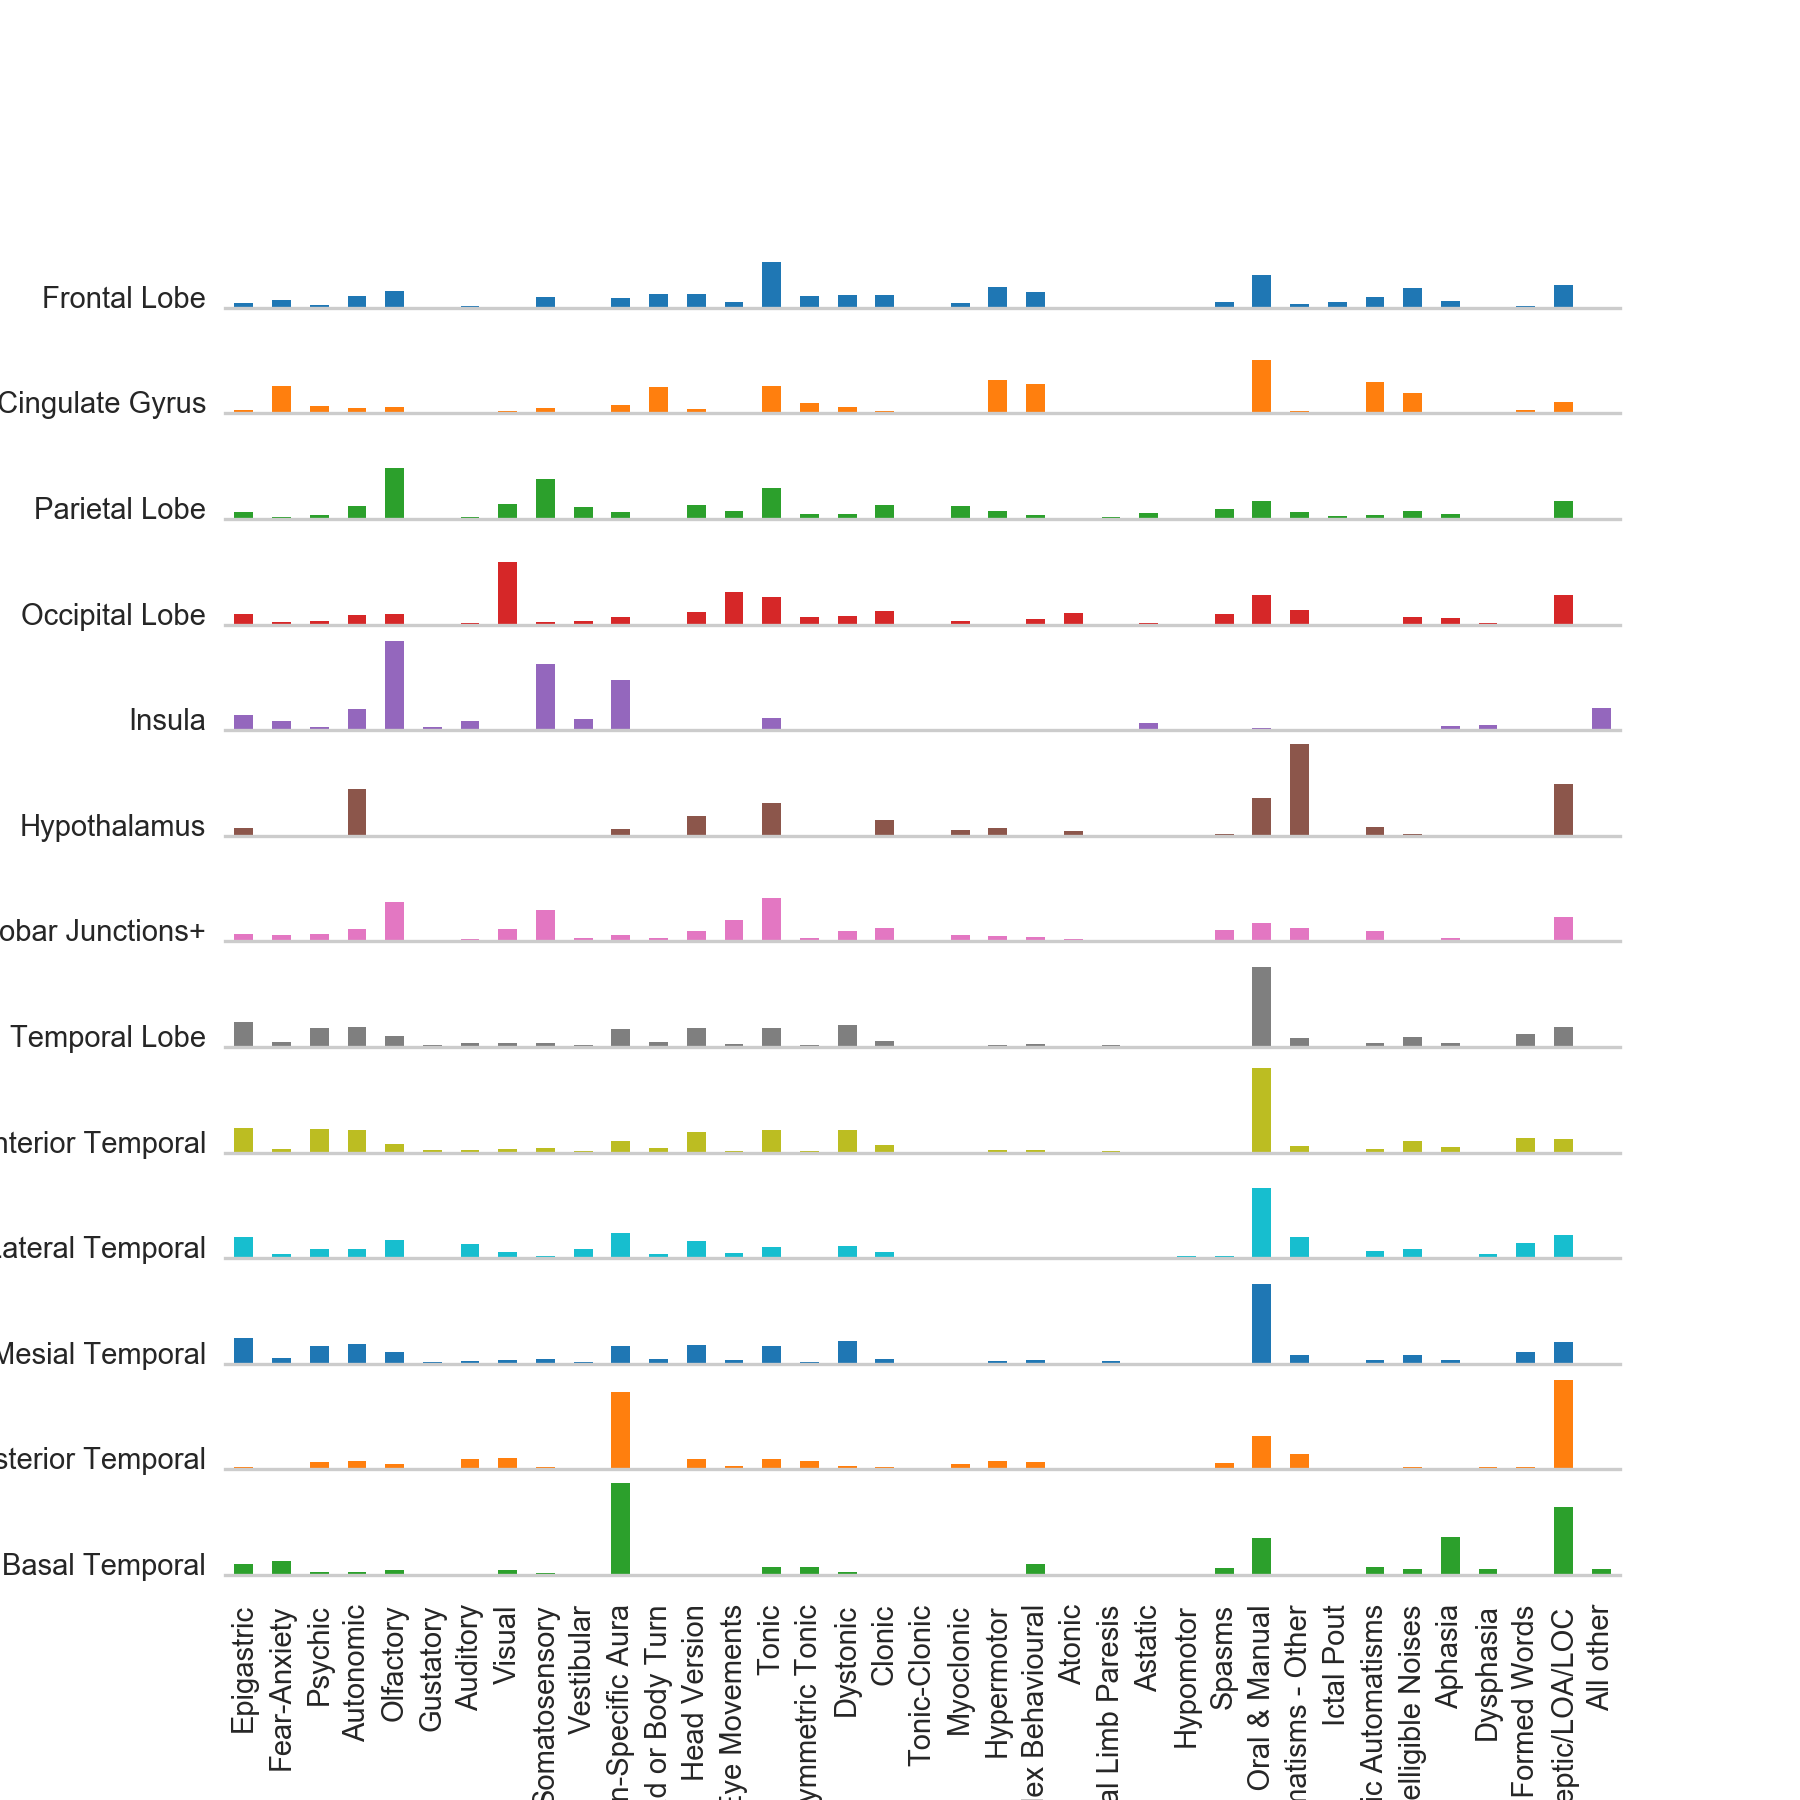 Frontal Lobe
Cingulate Gyrus
Parietal Lobe
Occipital Lobe
Insula
Hypothalamus
obar Junctions+
Temporal Lobe
nterior Temporal
ateral Temporal
Mesial Temporal
sterior Temporal
Basal Temporal
Epigastric
Fear-Anxiety
Psychic
Autonomic
Olfactory
Gustatory
Auditory
Visual
Somatosensory
Vestibular
n-Specific Aura
d or Body Turn
Head Version
Eye Movements
Tonic
ymmetric Tonic
Dystonic
Clonic
Tonic-Clonic
Myoclonic
Hypermotor
lex Behavioural
Atonic
al Limb Paresis
Astatic
Hypomotor
Spasms
Oral & Manual
matisms - Other
Ictal Pout
ic Automatisms
elligible Noises
Aphasia
Dysphasia
Formed Words
eptic/LOA/LOC
All other